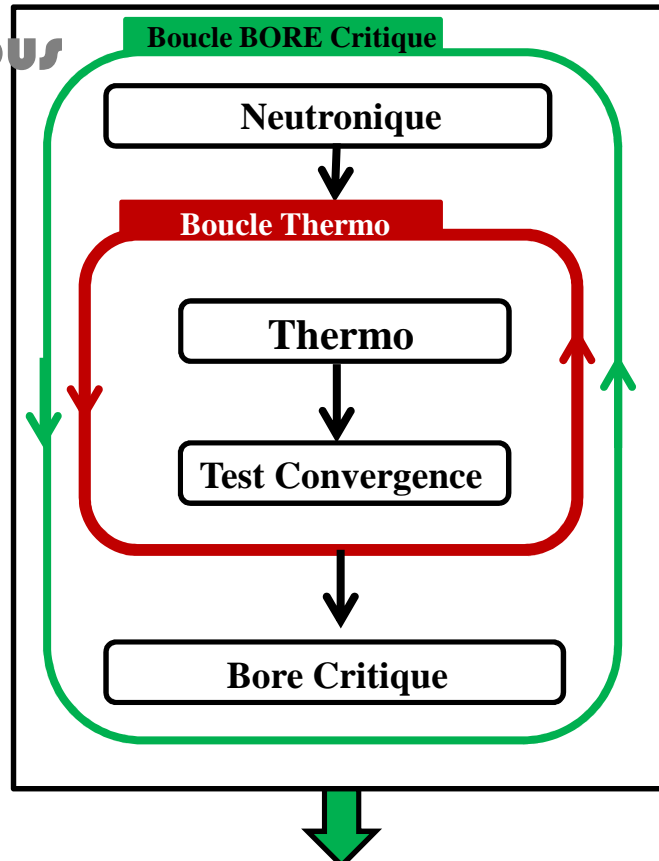 Boucle BORE Critique
Neutronique
Boucle Thermo
Thermo
Test Convergence
Bore Critique